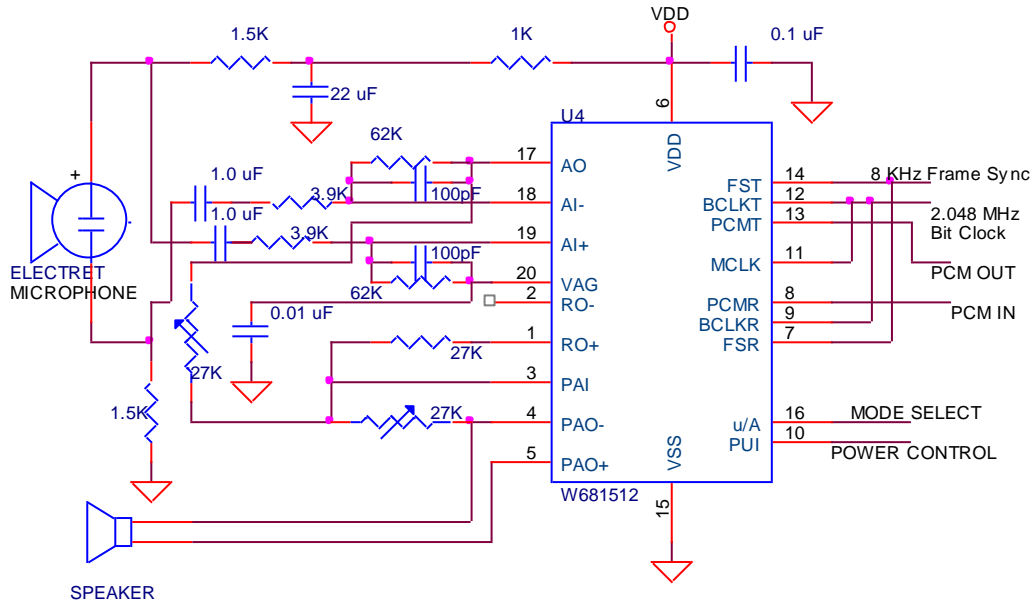 VDD
1.5K
1K
0.1 uF
22 uF
6
U4
62K
VDD
17
AO
+
1.0 uF
100pF
14
FST
8 KHz Frame Sync
3.9K
18
AI-
12
BCLKT
1.0 uF
13
PCMT
2.048 MHz
Bit Clock
3.9K
19
AI+
-
100pF
11
MCLK
ELECTRET
MICROPHONE
PCM OUT
20
VAG
62K
2
RO-
8
PCMR
PCM IN
0.01 uF
9
BCLKR
1
RO+
7
FSR
27K
27K
3
PAI
1.5K
27K
4
PAO-
16
u/A
MODE SELECT
10
PUI
POWER CONTROL
5
PAO+
VSS
W681512
15
SPEAKER